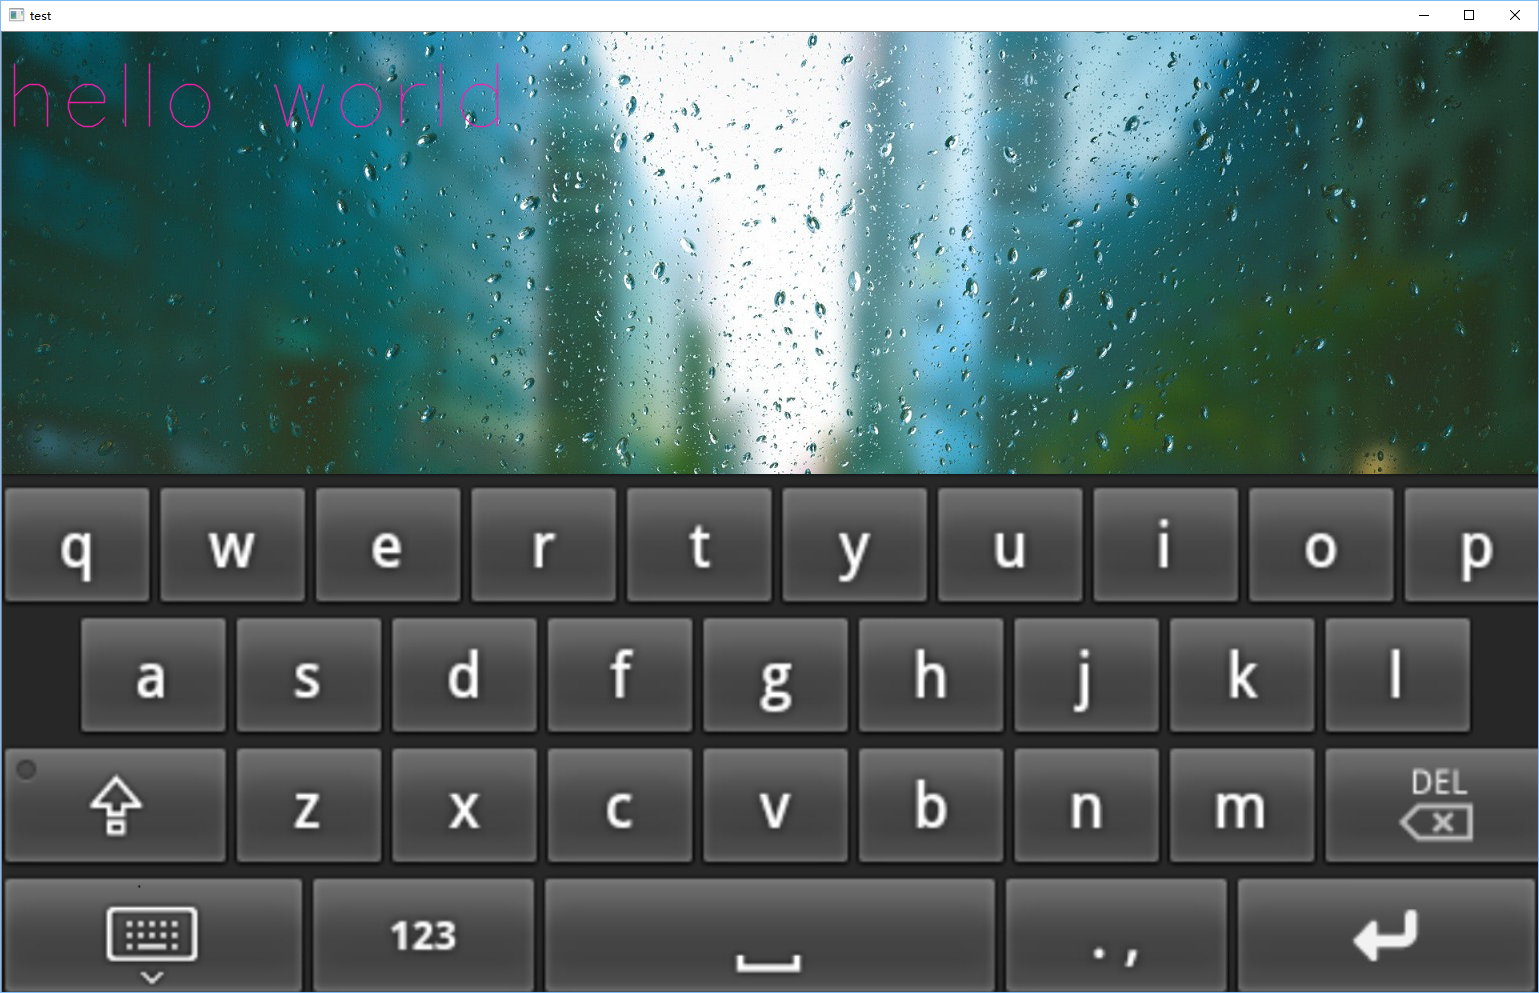 test
hello world
q w e r t y u i o p
a s d f g h j k l
z x c v b n m DEL
123 . ,